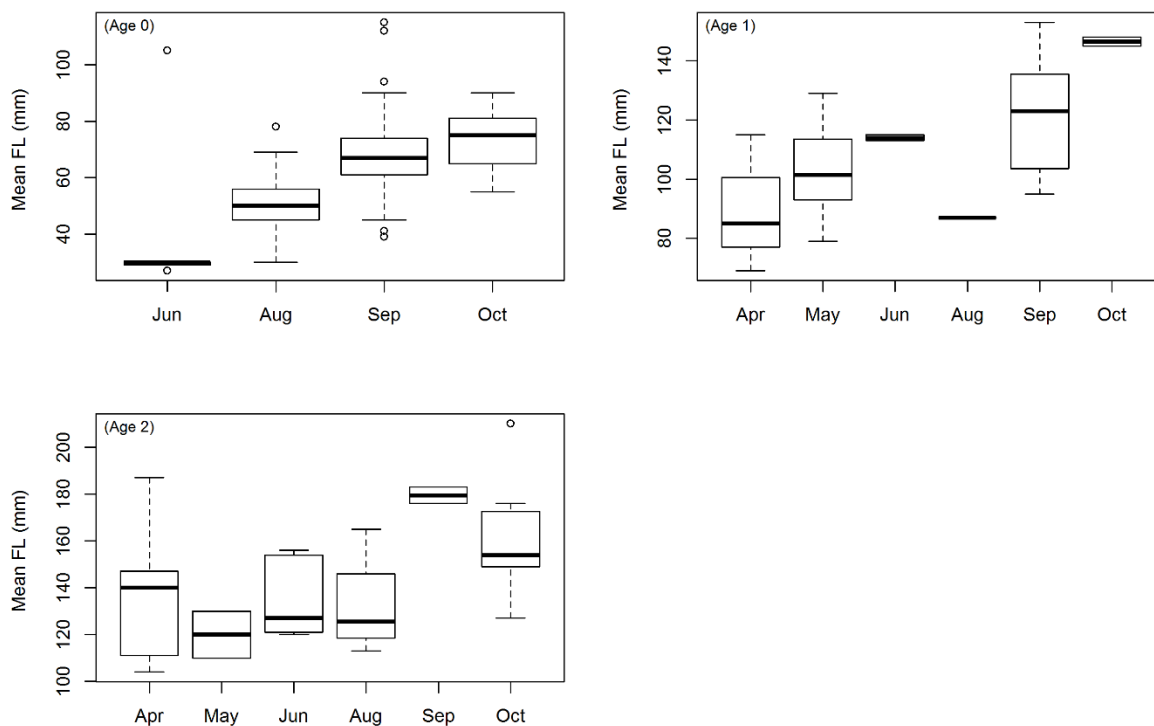 (Age 0)
Mean FL (mm)
100
80
60
40
Jun Aug Sep Oct
(Age 1)
Mean FL (mm)
140
120
100
80
Apr May Jun Aug Sep Oct
(Age 2)
Mean FL (mm)
200
180
160
140
120
100
Apr May Jun Aug Sep Oct